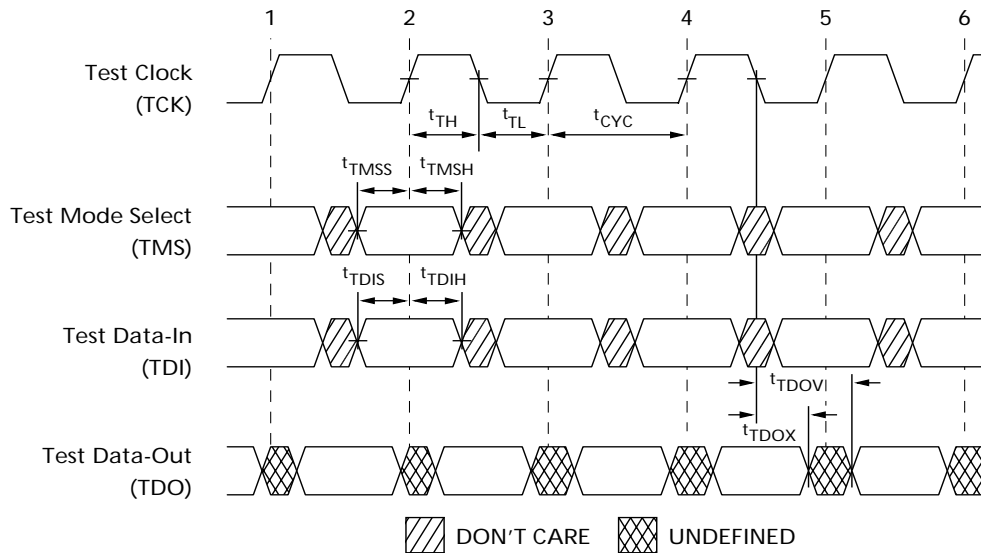 1 2 3 4 5 6
Test Clock
(TCK)
tTH tTL tCYC
tTMSS tTMSH
Test Mode Select
(TMS)
tTDIS tTDIH
Test Data-In
(TDI)
tTDOV
tTDOX
Test Data-Out
(TDO)
DON'T CARE UNDEFINED